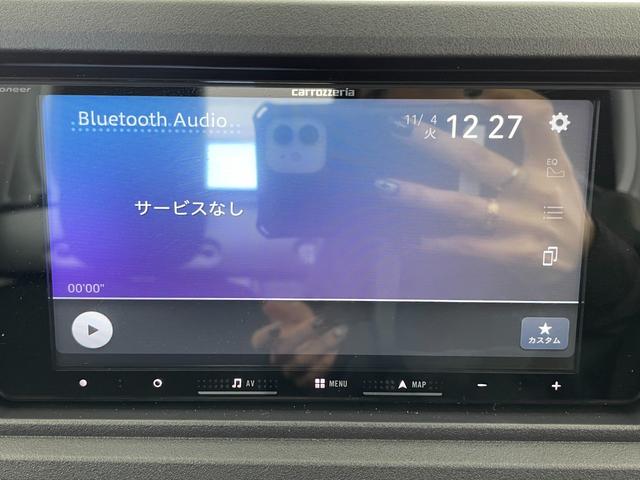 oneer
carrozzeria
Bluetooth Audio
11/ 4
火
12 27
EQ
サービスなし
00'00"
カスタム
AV
MENU
MAP